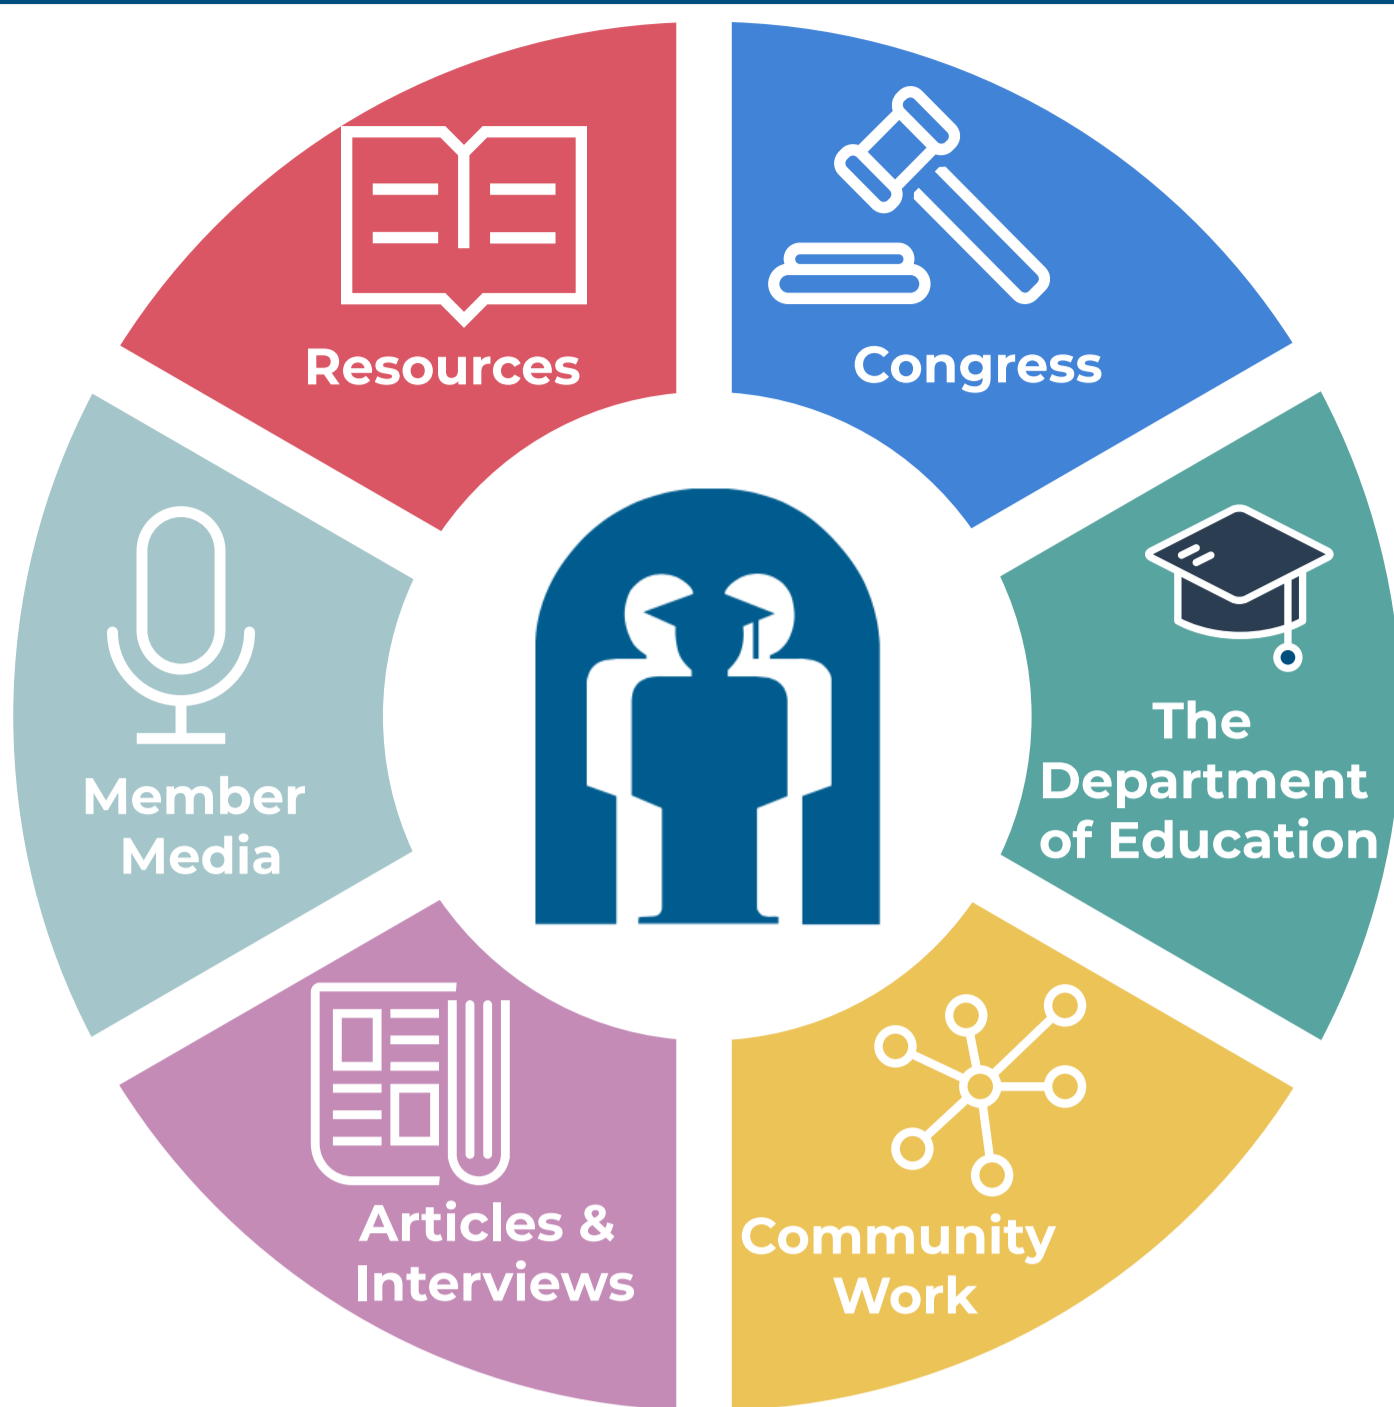 Resources
Congress
The
Department
of Education
Community
Work
Articles &
Interviews
Member
Media